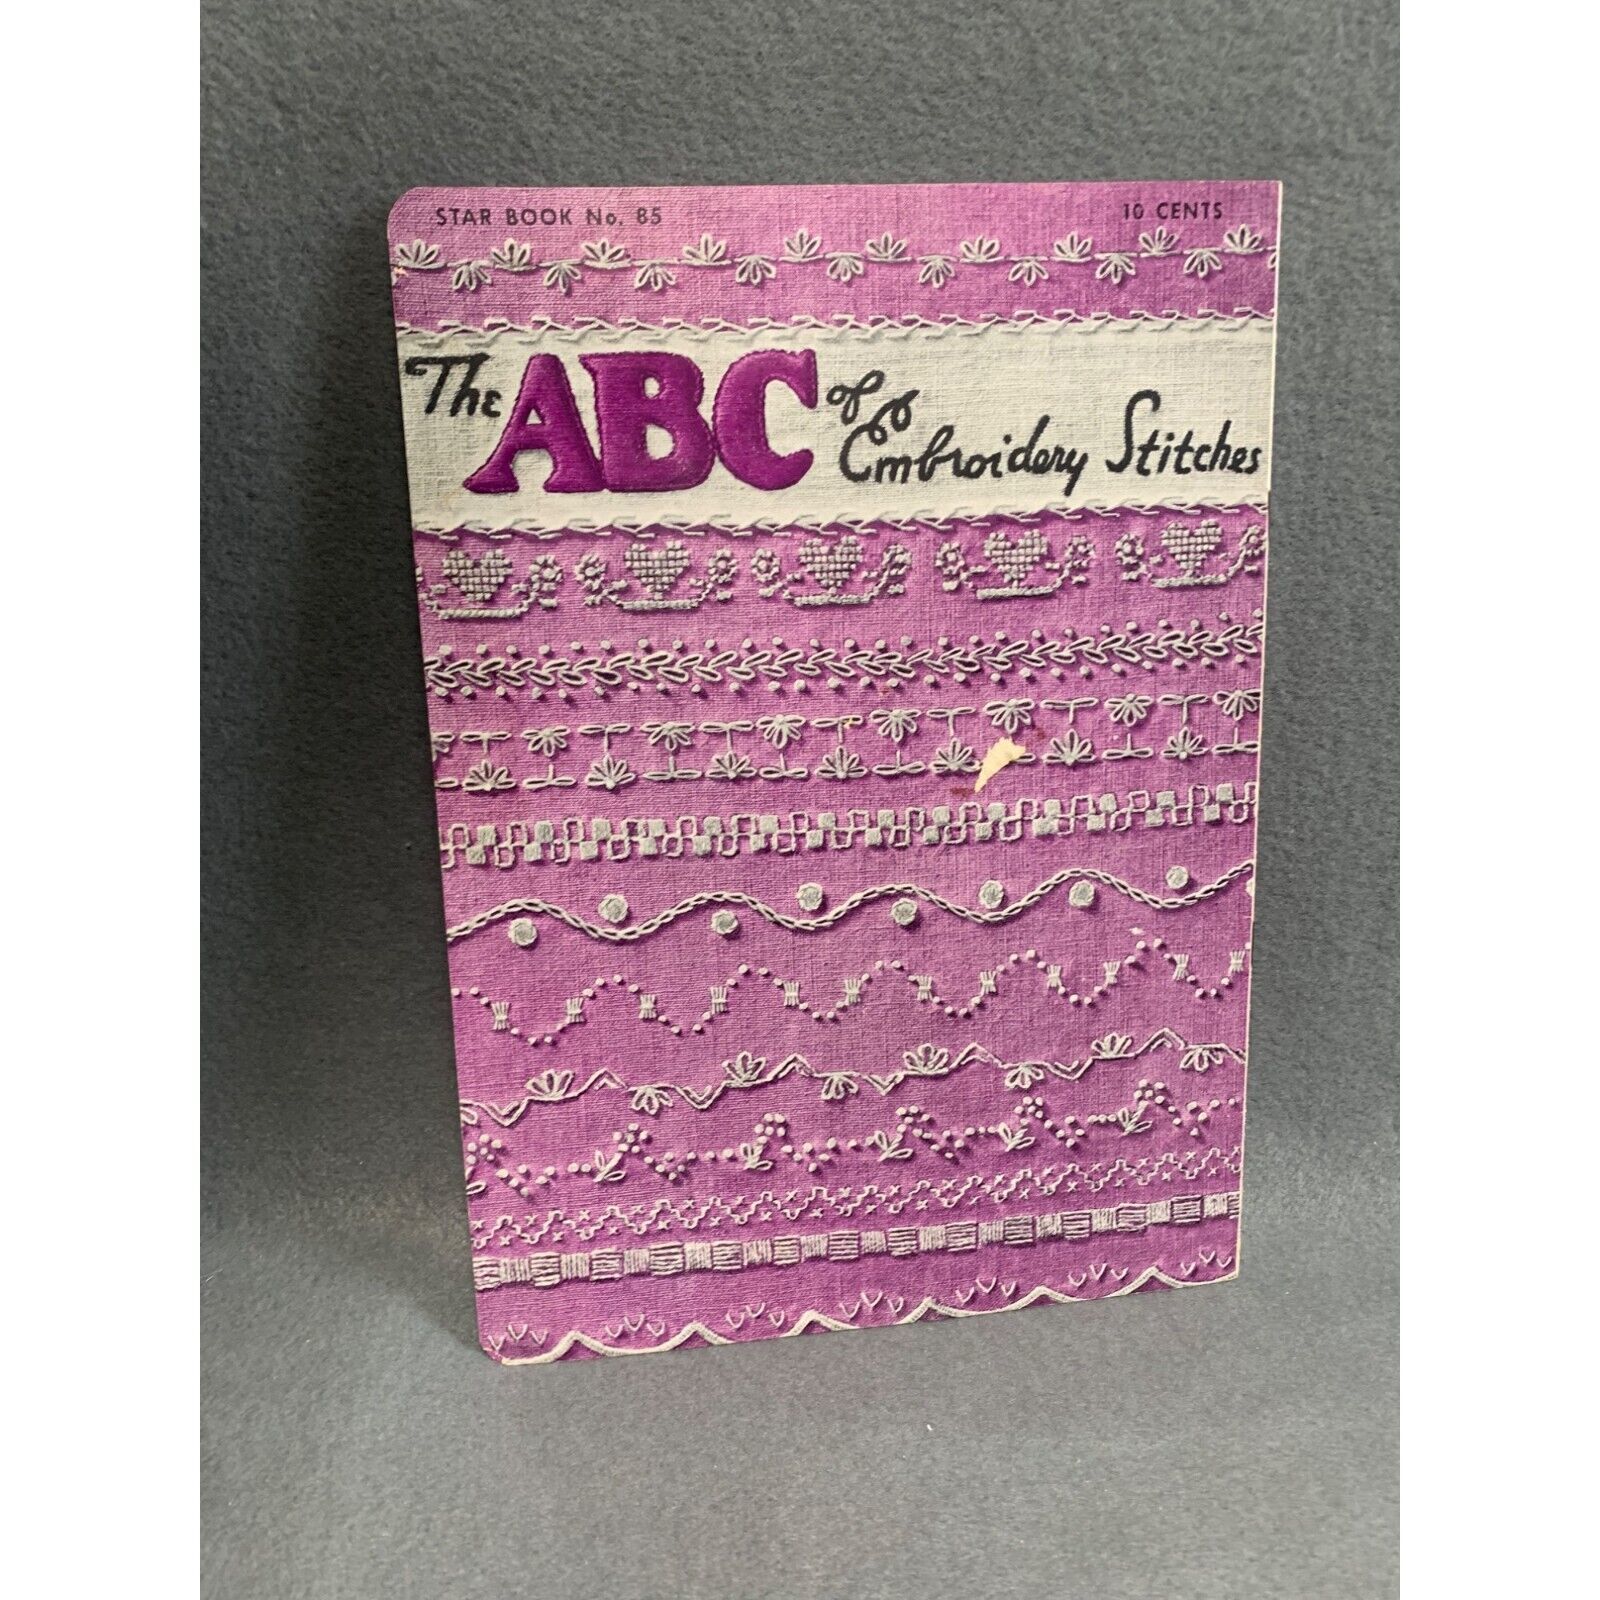 STAR BOOK No. 85
10 CENTS
The ABC of Embroidery Stitches